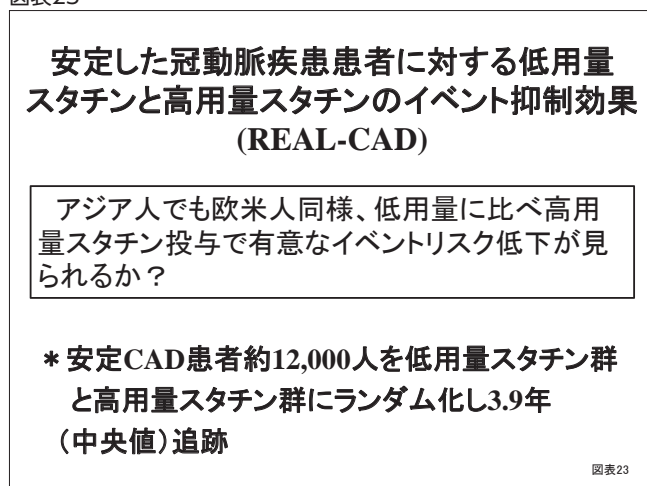 安定した冠動脈疾患患者に対する低用量
スタチンと高用量スタチンのイベント抑制効果
(REAL-CAD)
アジア人でも欧米人同様、低用量に比べ高用
量スタチン投与で有意なイベントリスク低下が見
られるか？
＊安定CAD患者約12,000人を低用量スタチン群
と高用量スタチン群にランダム化し3.9年
（中央値）追跡
図表23